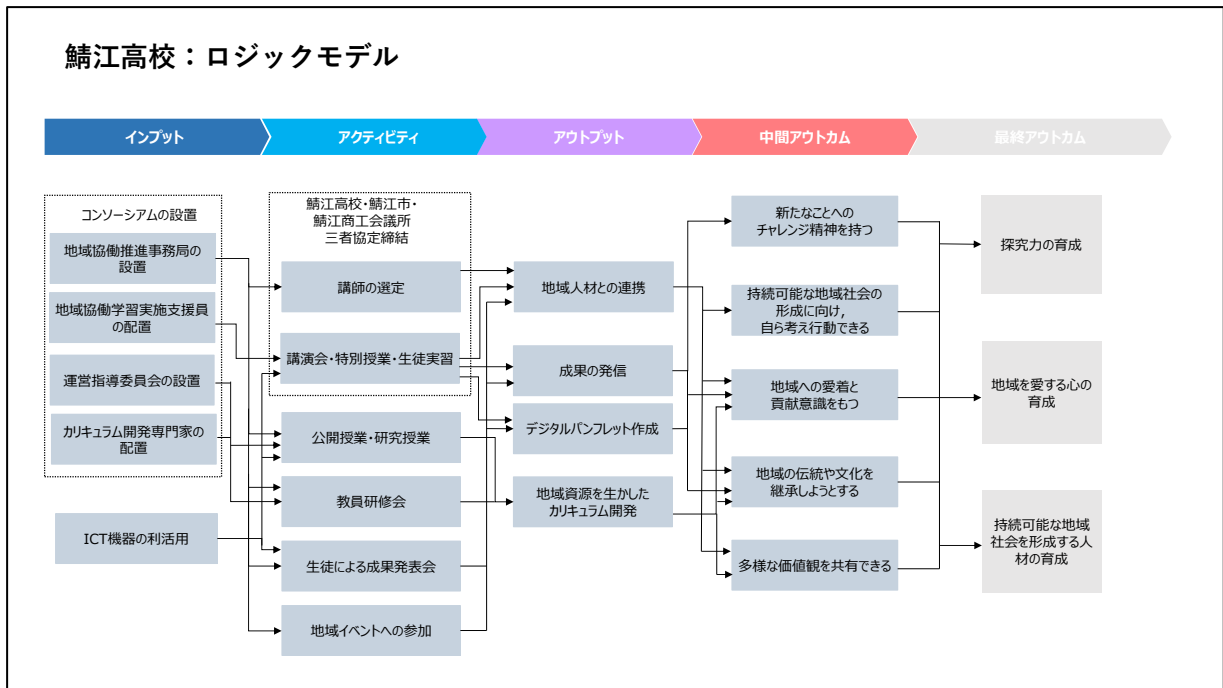 鯖江高校：ロジックモデル
インプット
アクティビティ
アウトプット
中間アウトカム
最終アウトカム
コンソーシアムの設置
地域協働推進事務局の
設置
地域協働学習実施支援員
の配置
運営指導委員会の設置
カリキュラム開発専門家の
配置
ICT機器の利活用
鯖江高校・鯖江市・
鯖江商工会議所
三者協定締結
講師の選定
講演会・特別授業・生徒実習
公開授業・研究授業
教員研修会
生徒による成果発表会
地域イベントへの参加
地域人材との連携
成果の発信
デジタルパンフレット作成
地域資源を生かした
カリキュラム開発
新たなことへの
チャレンジ精神を持つ
持続可能な地域社会の
形成に向け,
自ら考え行動できる
地域への愛着と
貢献意識をもつ
地域の伝統や文化を
継承しようとする
多様な価値観を共有できる
探究力の育成
地域を愛する心の
育成
持続可能な地域
社会を形成する人
材の育成